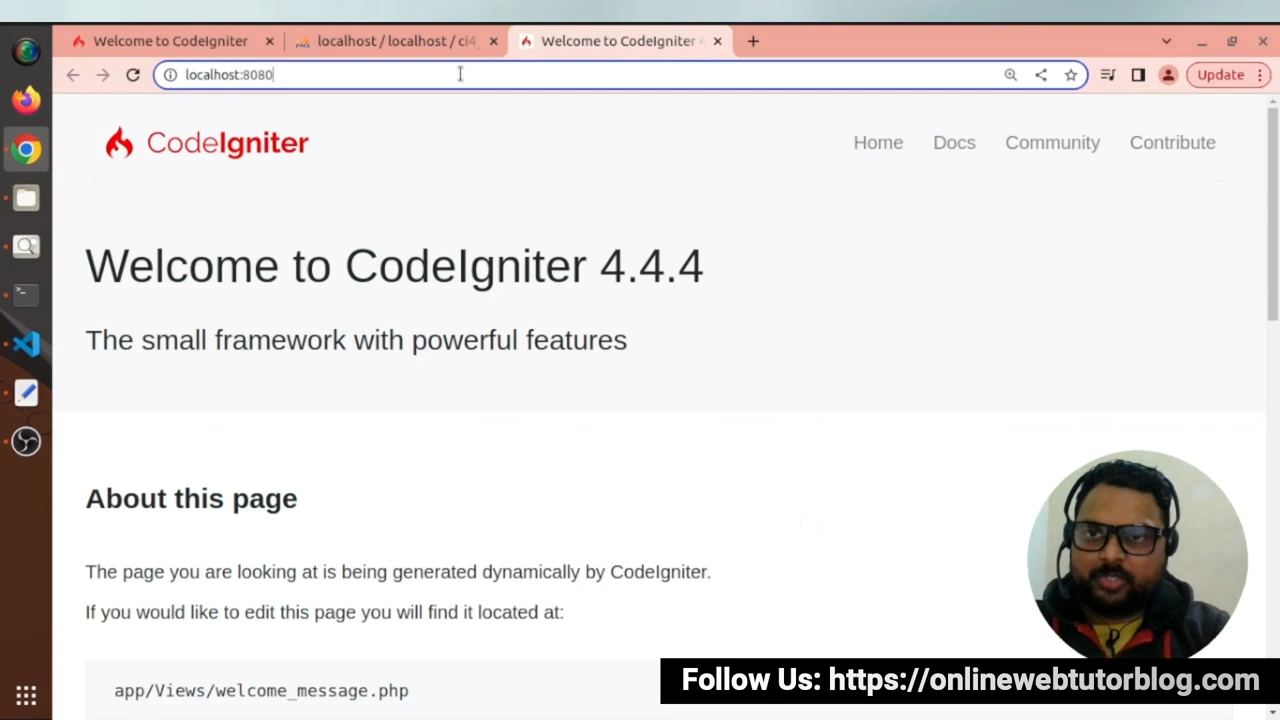 Welcome to CodeIgniter
localhost / localhost / ci4
Welcome to CodeIgniter
localhost:8080
Update
CodeIgniter
Home
Docs
Community
Contribute
Welcome to CodeIgniter 4.4.4
The small framework with powerful features
About this page
The page you are looking at is being generated dynamically by CodeIgniter.
If you would like to edit this page you will find it located at:
app/Views/welcome_message.php
Follow Us: https://onlinewebtutorblog.com